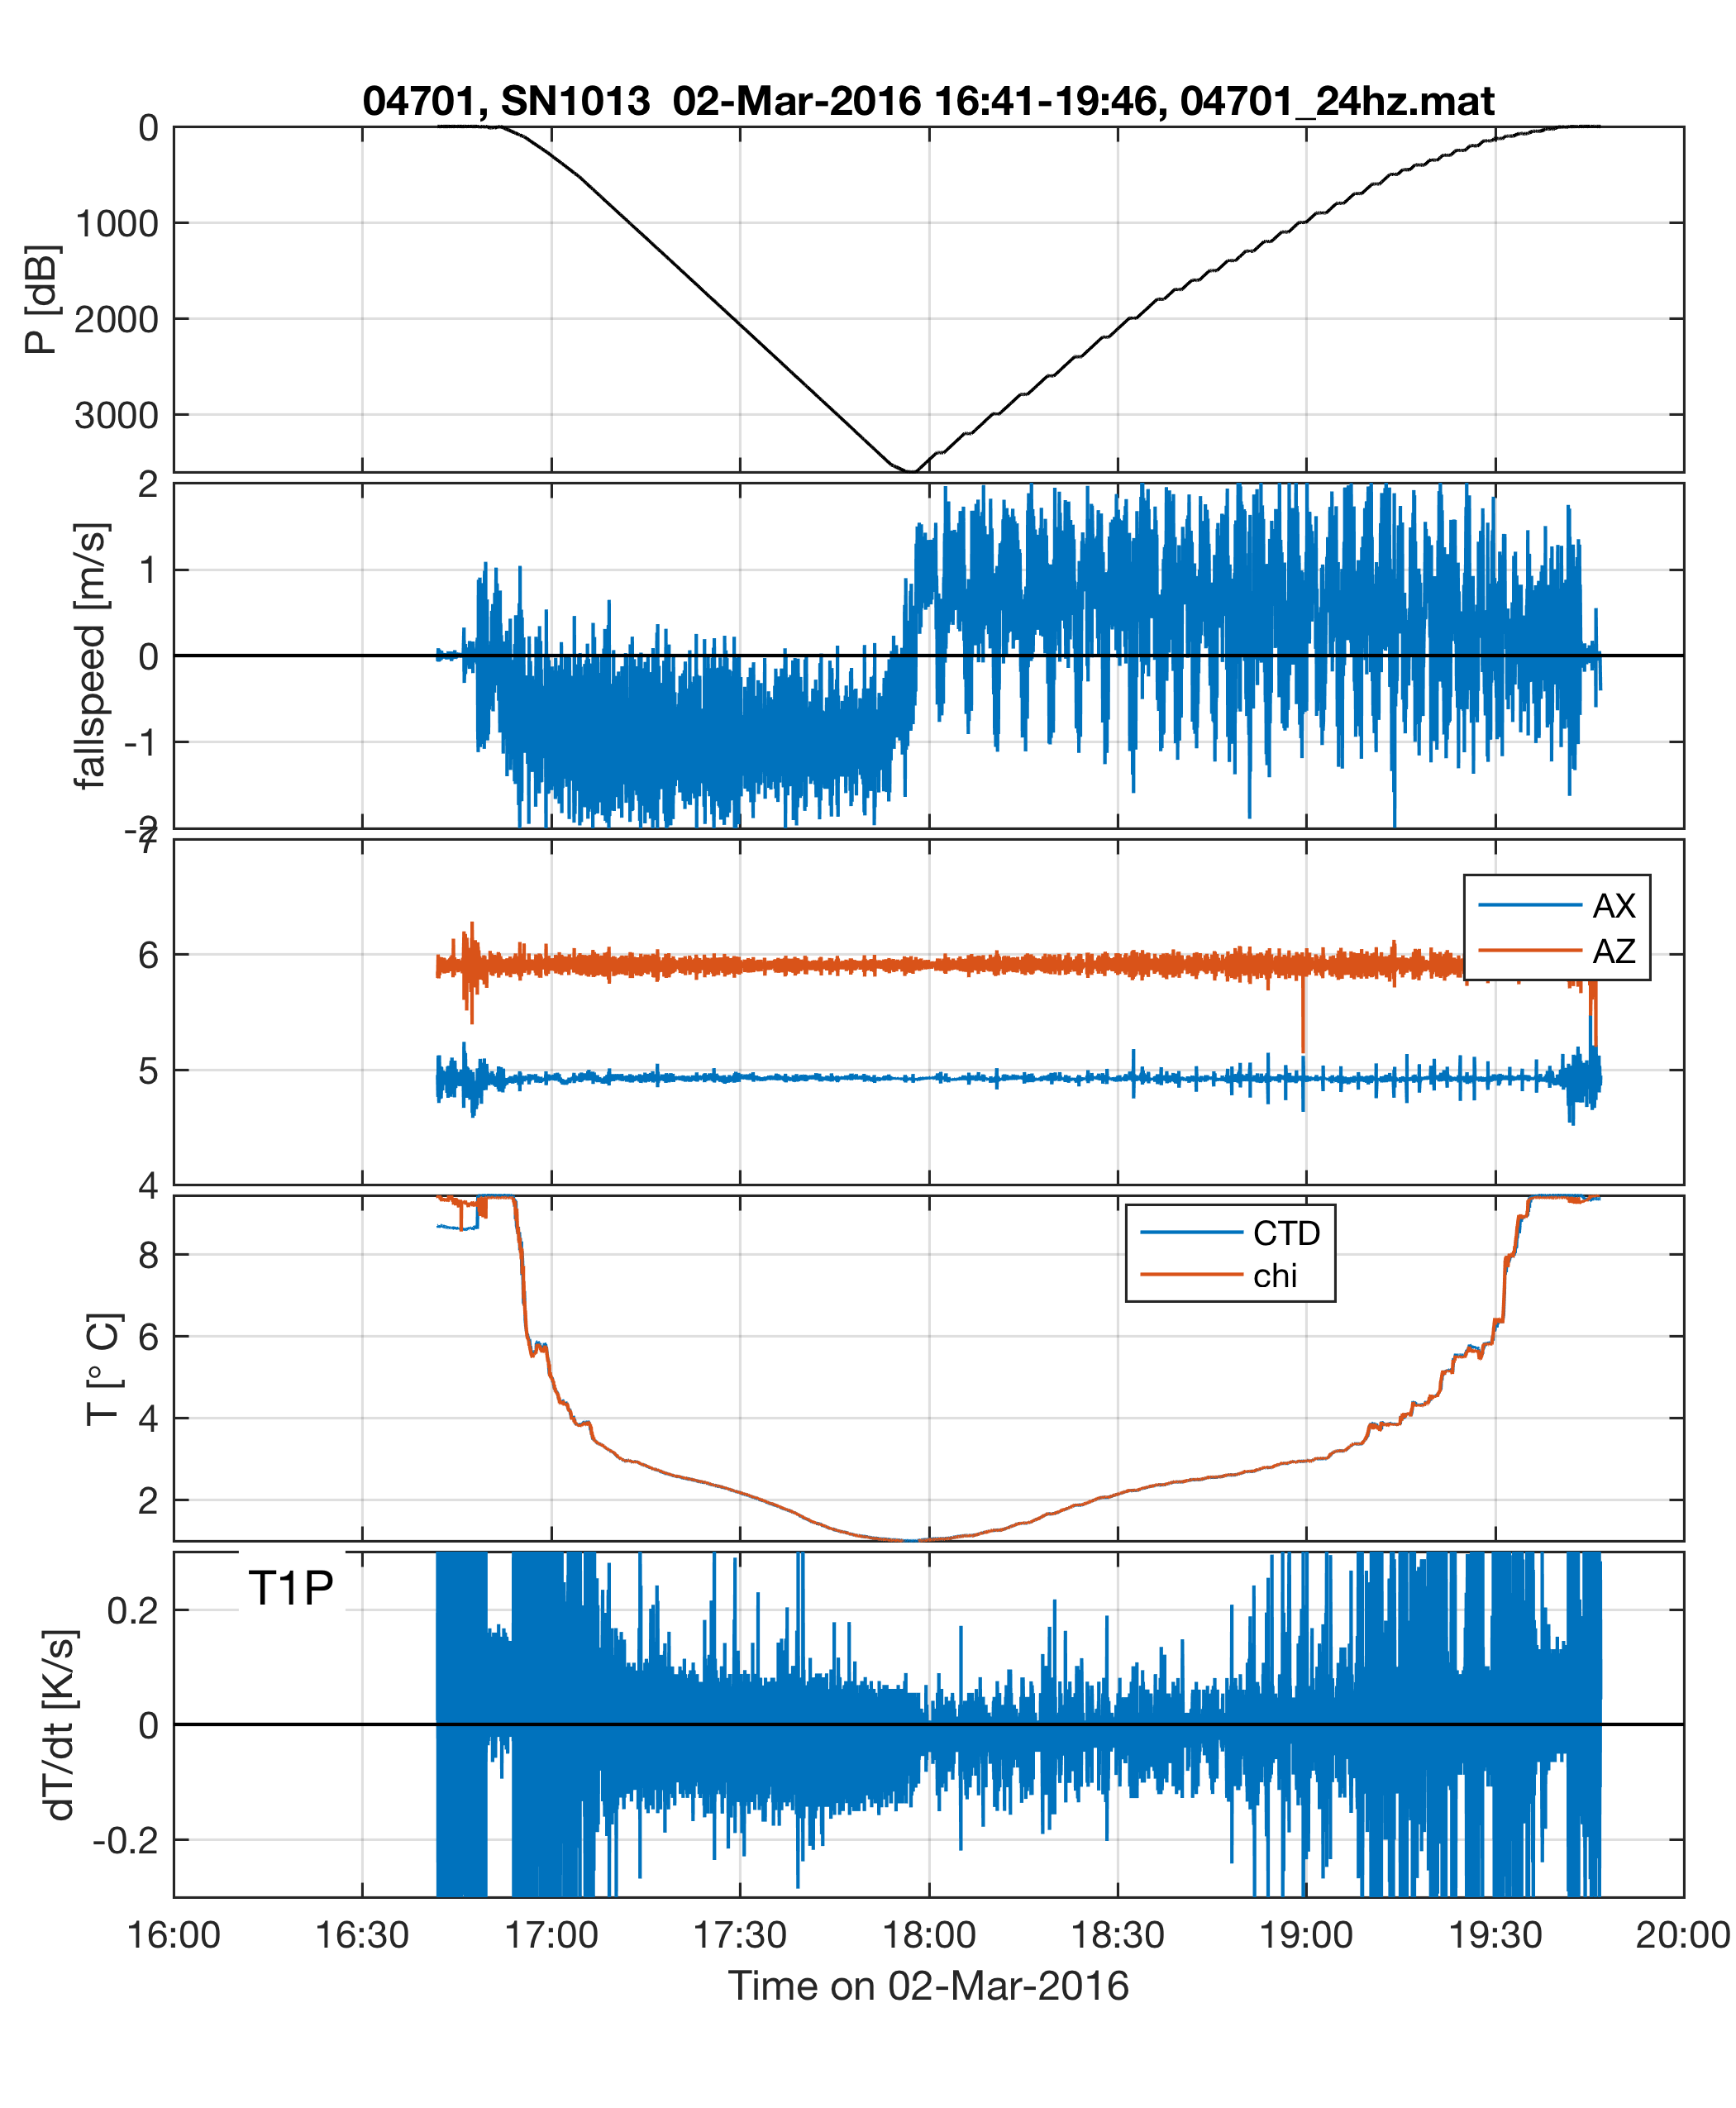 04701, SN1013  02-Mar-2016 16:41-19:46, 04701_24hz.mat
0
1000
2000
3000
P [dB]
2
1
0
-1
-2
fallspeed [m/s]
7
6
5
4
AX
AZ
8
6
4
2
T [° C]
CTD
chi
T1P
0.2
0
-0.2
dT/dt [K/s]
16:00 16:30 17:00 17:30 18:00 18:30 19:00 19:30 20:00
Time on 02-Mar-2016